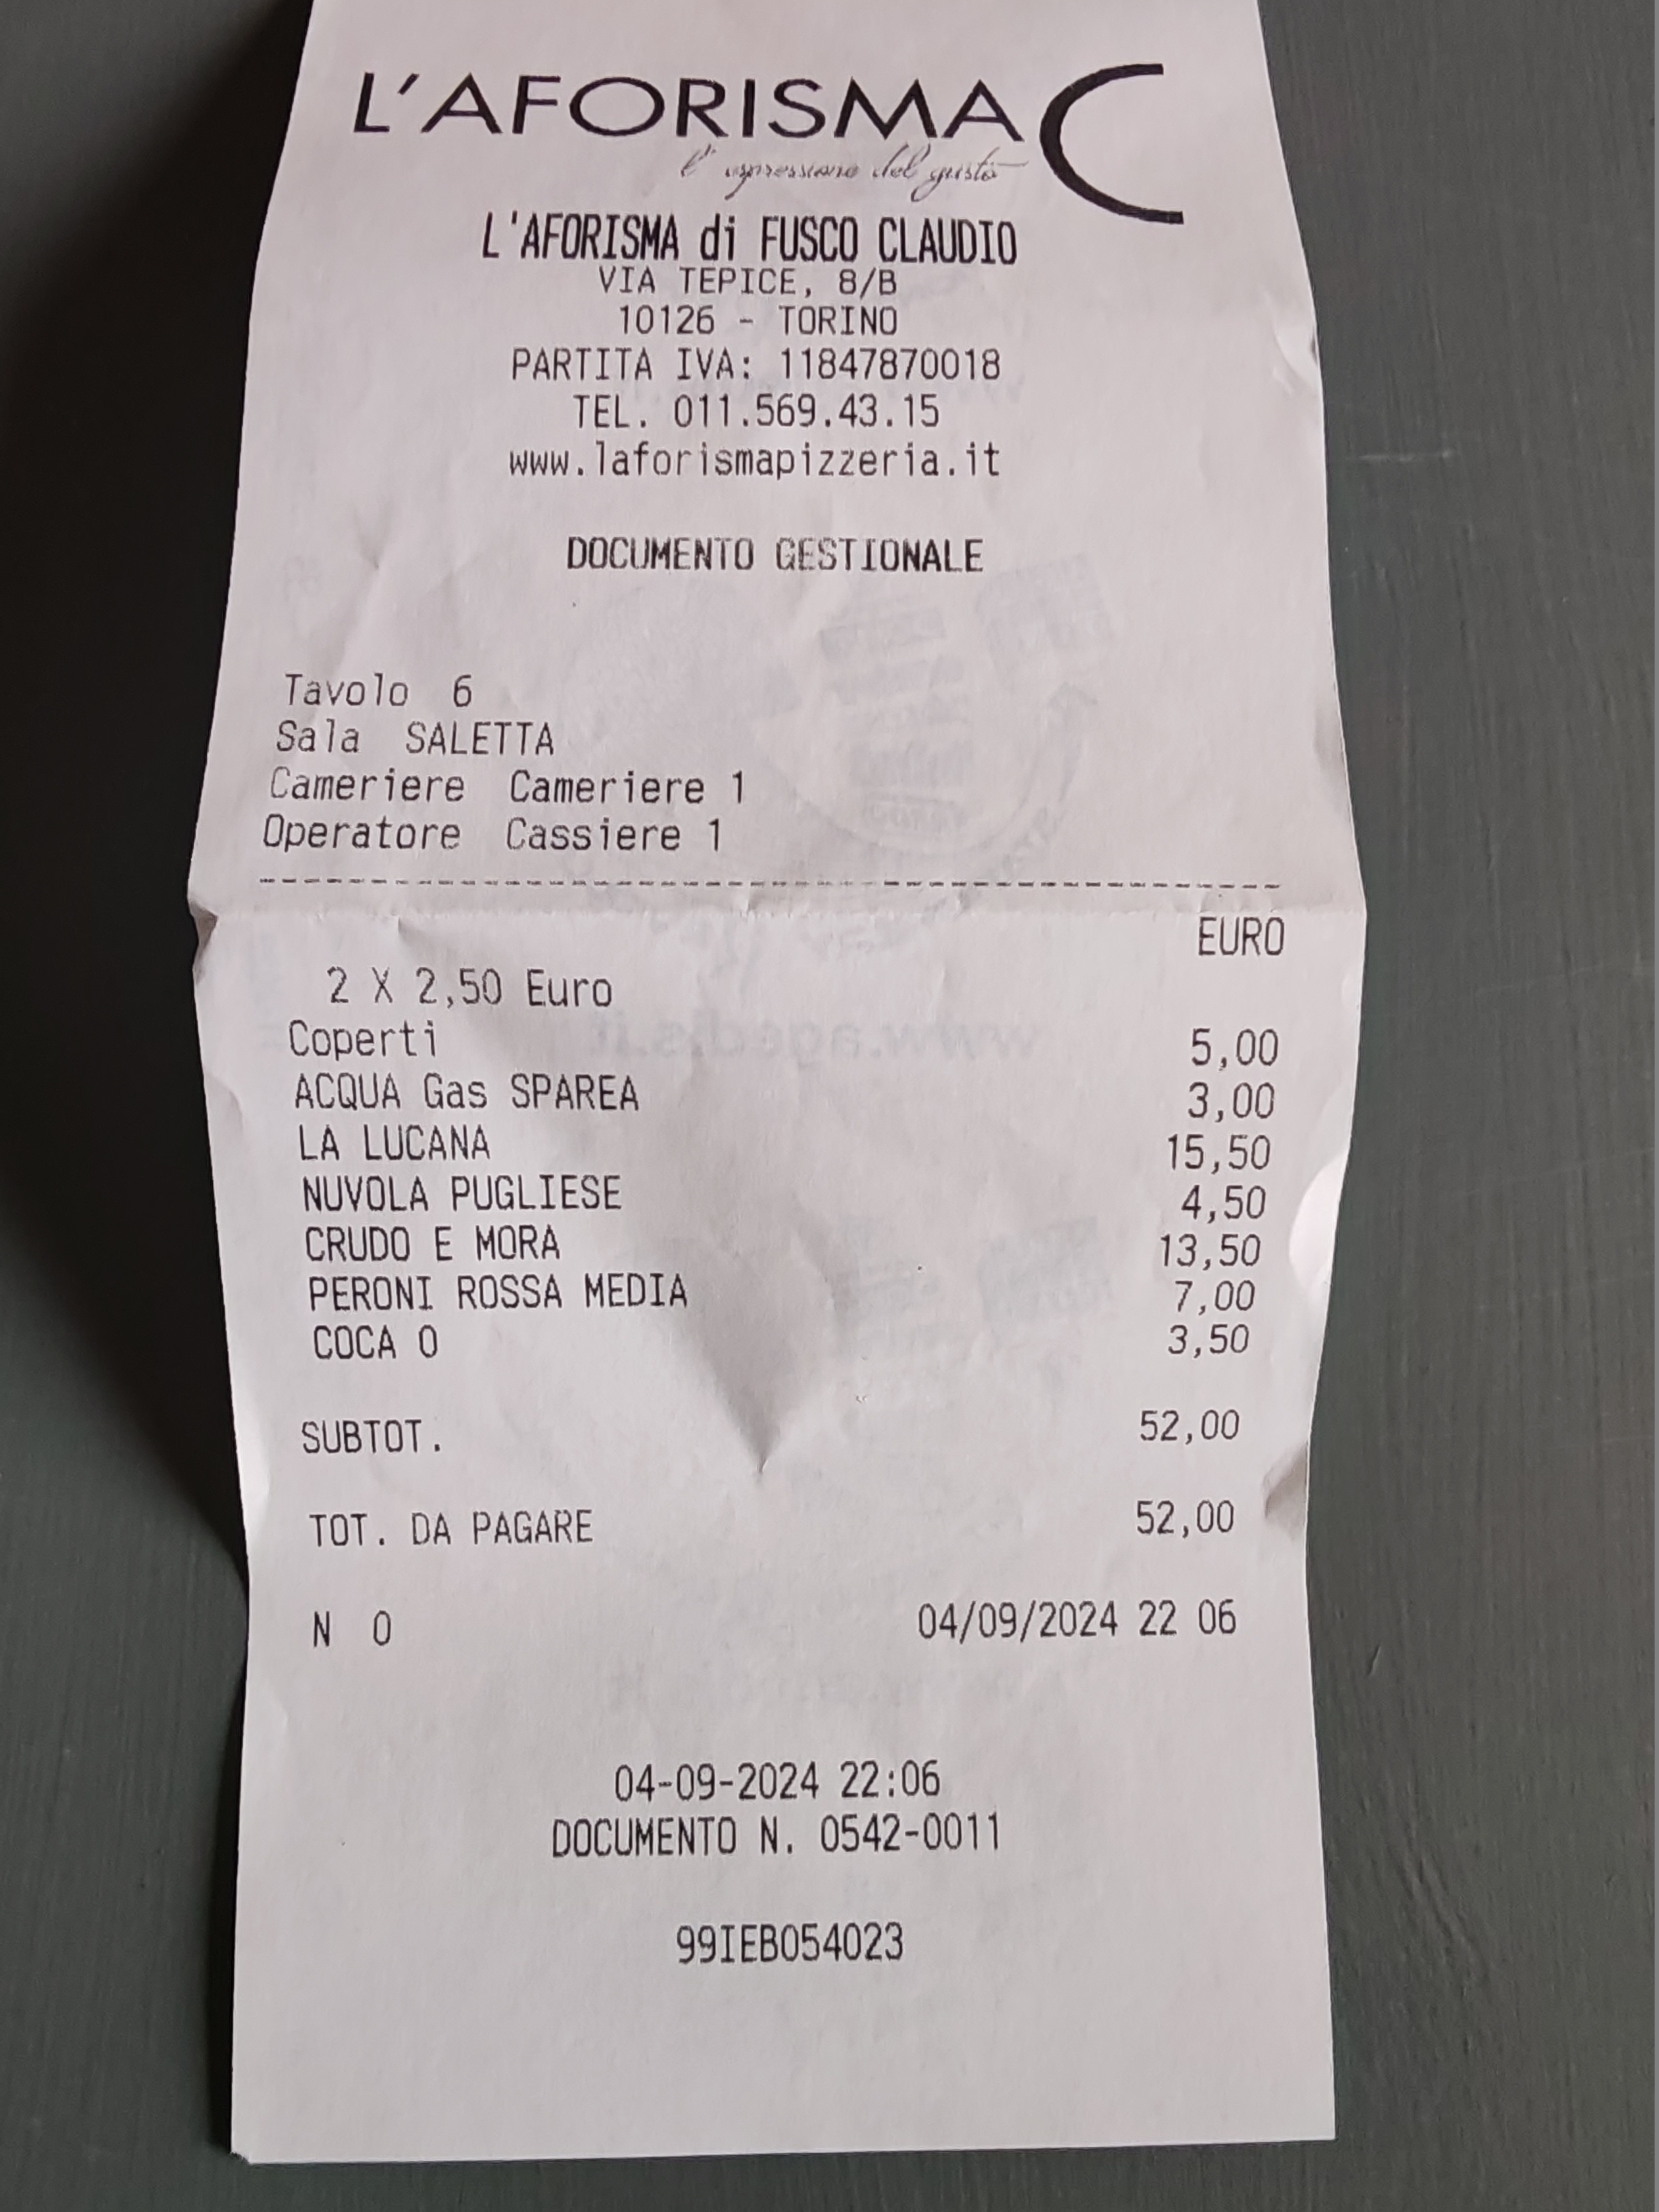 L'AFORISMA
l'espressione del gusto
L'AFORISMA di FUSCO CLAUDIO
VIA TEPICE, 8/B
10126 - TORINO
PARTITA IVA: 11847870018
TEL. 011.569.43.15
www.laforismapizzeria.it
DOCUMENTO GESTIONALE
Tavolo 6
Sala SALETTA
Cameriere Cameriere 1
Operatore Cassiere 1
EURO
2 X 2,50 Euro
Coperti 5,00
ACQUA Gas SPAREA 3,00
LA LUCANA 15,50
NUVOLA PUGLIESE 4,50
CRUDO E MORA 13,50
PERONI ROSSA MEDIA 7,00
COCA 0 3,50
SUBTOT. 52,00
TOT. DA PAGARE 52,00
N 0 04/09/2024 22 06
04-09-2024 22:06
DOCUMENTO N. 0542-0011
99IEB054023